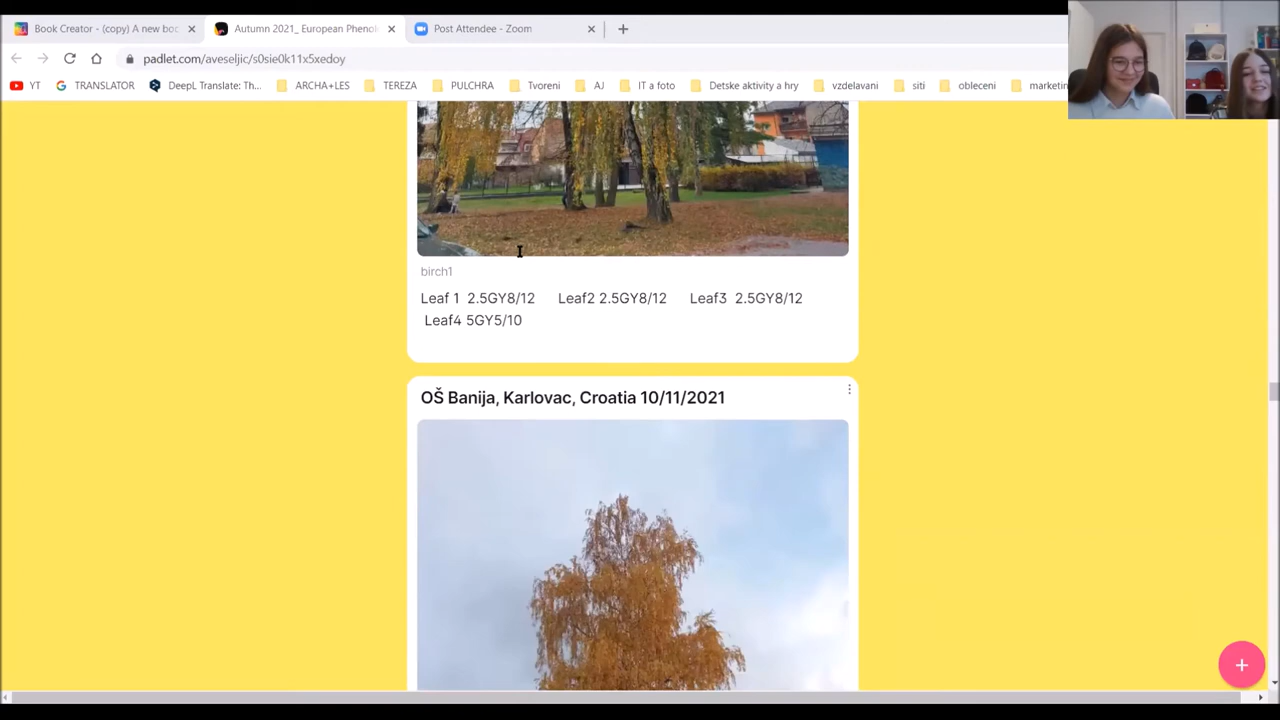 Book Creator - (copy) A new boc
Autumn 2021_ European Phenol
Post Attendee - Zoom
padlet.com/aveseljic/s0sie0k11x5xedoy
YT
TRANSLATOR
DeepL Translate: Th...
ARCHA+LES
TEREZA
PULCHRA
Tvoreni
AJ
IT a foto
Detske aktivity a hry
vzdelavani
siti
obleceni
marketin
birch1
Leaf 1 2.5GY8/12 Leaf2 2.5GY8/12 Leaf3 2.5GY8/12
Leaf4 5GY5/10
OŠ Banija, Karlovac, Croatia 10/11/2021